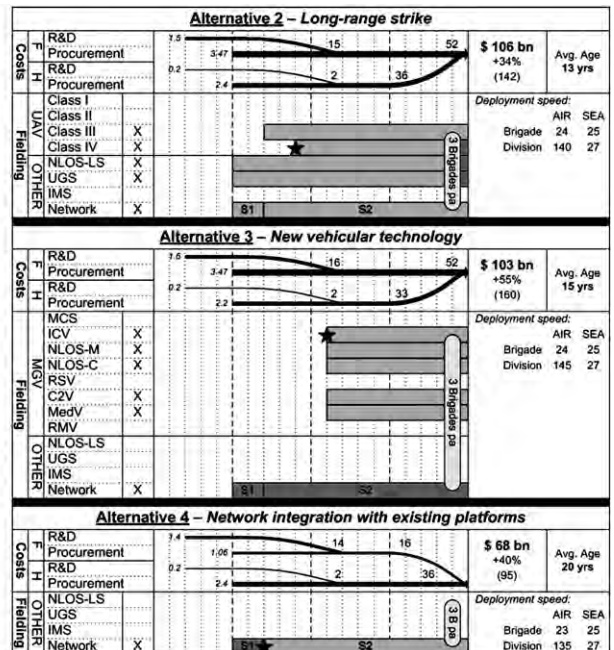 Alternative 2 – Long-range strike
Costs
F
R&D
Procurement
H
R&D
Procurement
1.5
3.47
0.2
2.4
15
52
2
36
$ 106 bn
+34%
(142)
Avg. Age
13 yrs
Fielding
UAV
Class I
Class II
Class III X
Class IV X
OTHER
NLOS-LS X
UGS X
IMS
Network X
S1
S2
3 Brigades pa
Deployment speed:
AIR SEA
Brigade 24 25
Division 140 27
Alternative 3 – New vehicular technology
Costs
F
R&D
Procurement
H
R&D
Procurement
1.5
3.47
0.2
2.2
16
52
2
33
$ 103 bn
+55%
(160)
Avg. Age
15 yrs
Fielding
MGV
MCS
ICV X
NLOS-M X
NLOS-C X
RSV
C2V X
MedV X
RMV
OTHER
NLOS-LS
UGS
IMS
Network X
S1
S2
3 Brigades pa
Deployment speed:
AIR SEA
Brigade 24 25
Division 145 27
Alternative 4 – Network integration with existing platforms
Costs
F
R&D
Procurement
H
R&D
Procurement
1.4
1.06
0.2
2.4
14
16
2
36
$ 68 bn
+40%
(95)
Avg. Age
20 yrs
Fielding
OTHER
NLOS-LS
UGS
IMS
Network X
S1
S2
3 B pa
Deployment speed:
AIR SEA
Brigade 23 25
Division 135 27